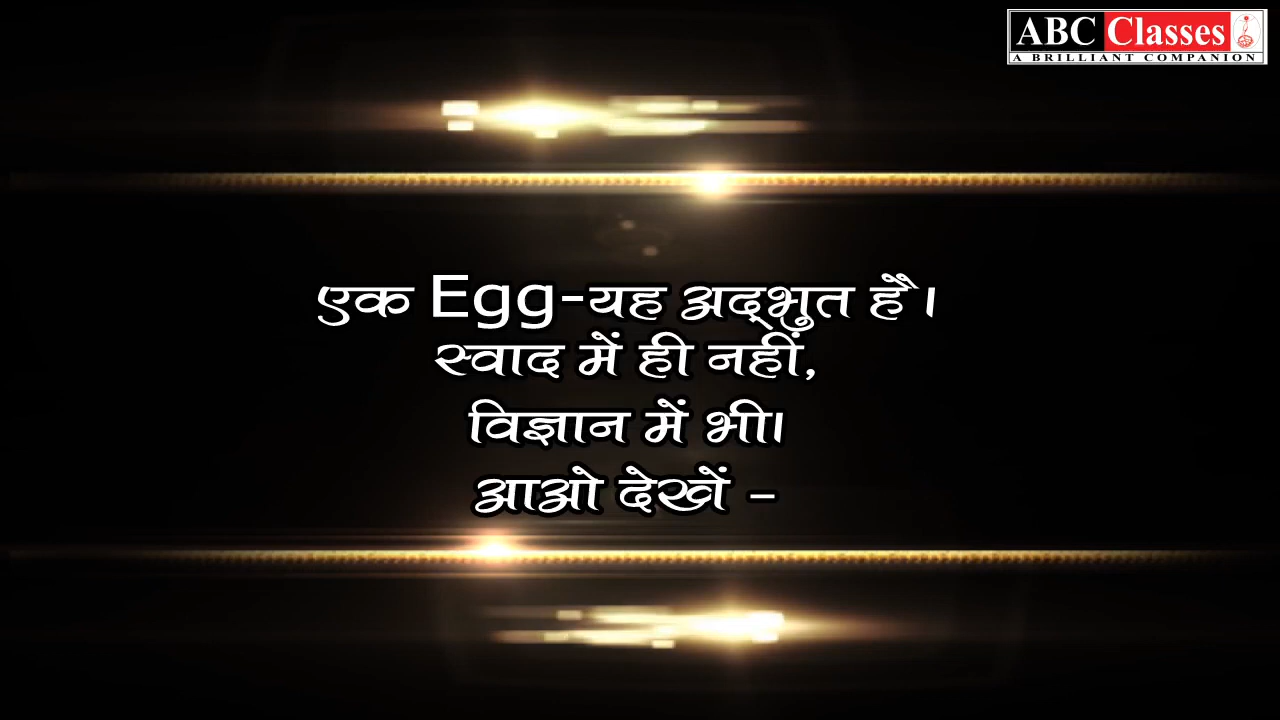 ABC Classes
A BRILLIANT COMPANION
एक Egg-यह अद्भुत है।
स्वाद में ही नहीं,
विज्ञान में भी।
आओ देखें -